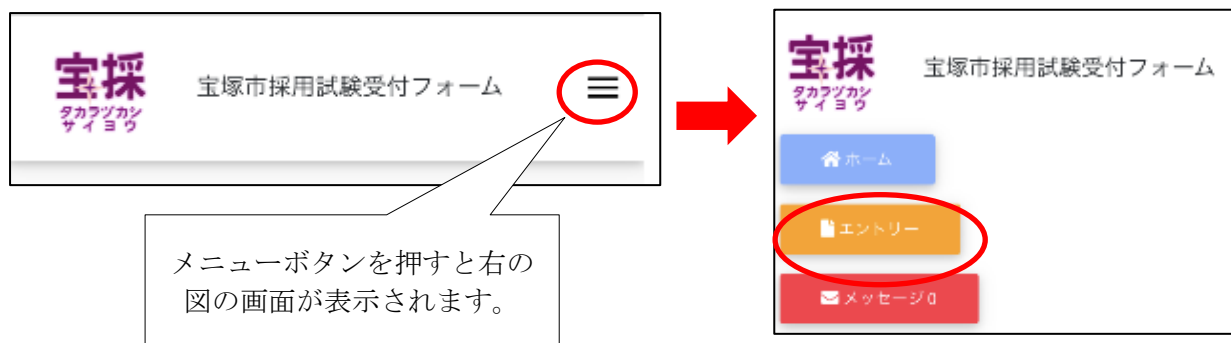 宝採
タカラヅカシ
サイヨウ
宝塚市採用試験受付フォーム
メニューボタンを押すと右の
図の画面が表示されます。
宝採
タカラヅカシ
サイヨウ
宝塚市採用試験受付フォーム
ホーム
エントリー
メッセージ0